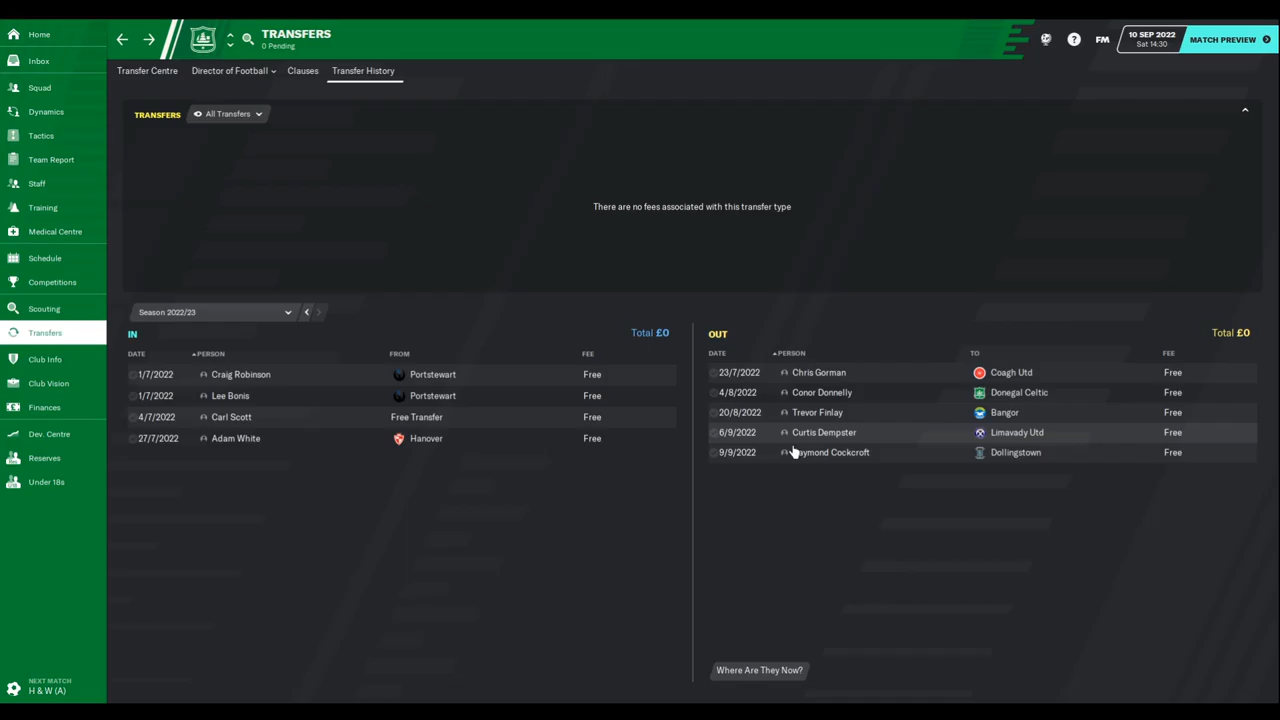 Home
Inbox
Squad
Dynamics
Tactics
Team Report
Staff
Training
Medical Centre
Schedule
Competitions
Scouting
Transfers
Club Info
Club Vision
Finances
Dev. Centre
Reserves
Under 18s
NEXT MATCH
H & W (A)
TRANSFERS
0 Pending
? FM 10 SEP 2022 MATCH PREVIEW
Sat 14:30
Transfer Centre Director of Football Clauses Transfer History
TRANSFERS All Transfers
There are no fees associated with this transfer type
Season 2022/23
IN Total £0
DATE PERSON FROM FEE
1/7/2022 Craig Robinson Portstewart Free
1/7/2022 Lee Bonis Portstewart Free
4/7/2022 Carl Scott Free Transfer Free
27/7/2022 Adam White Hanover Free
OUT Total £0
DATE PERSON TO FEE
23/7/2022 Chris Gorman Coagh Utd Free
4/8/2022 Conor Donnelly Donegal Celtic Free
20/8/2022 Trevor Finlay Bangor Free
6/9/2022 Curtis Dempster Limavady Utd Free
9/9/2022 Cockcroft Dollingstown Free
Where Are They Now?